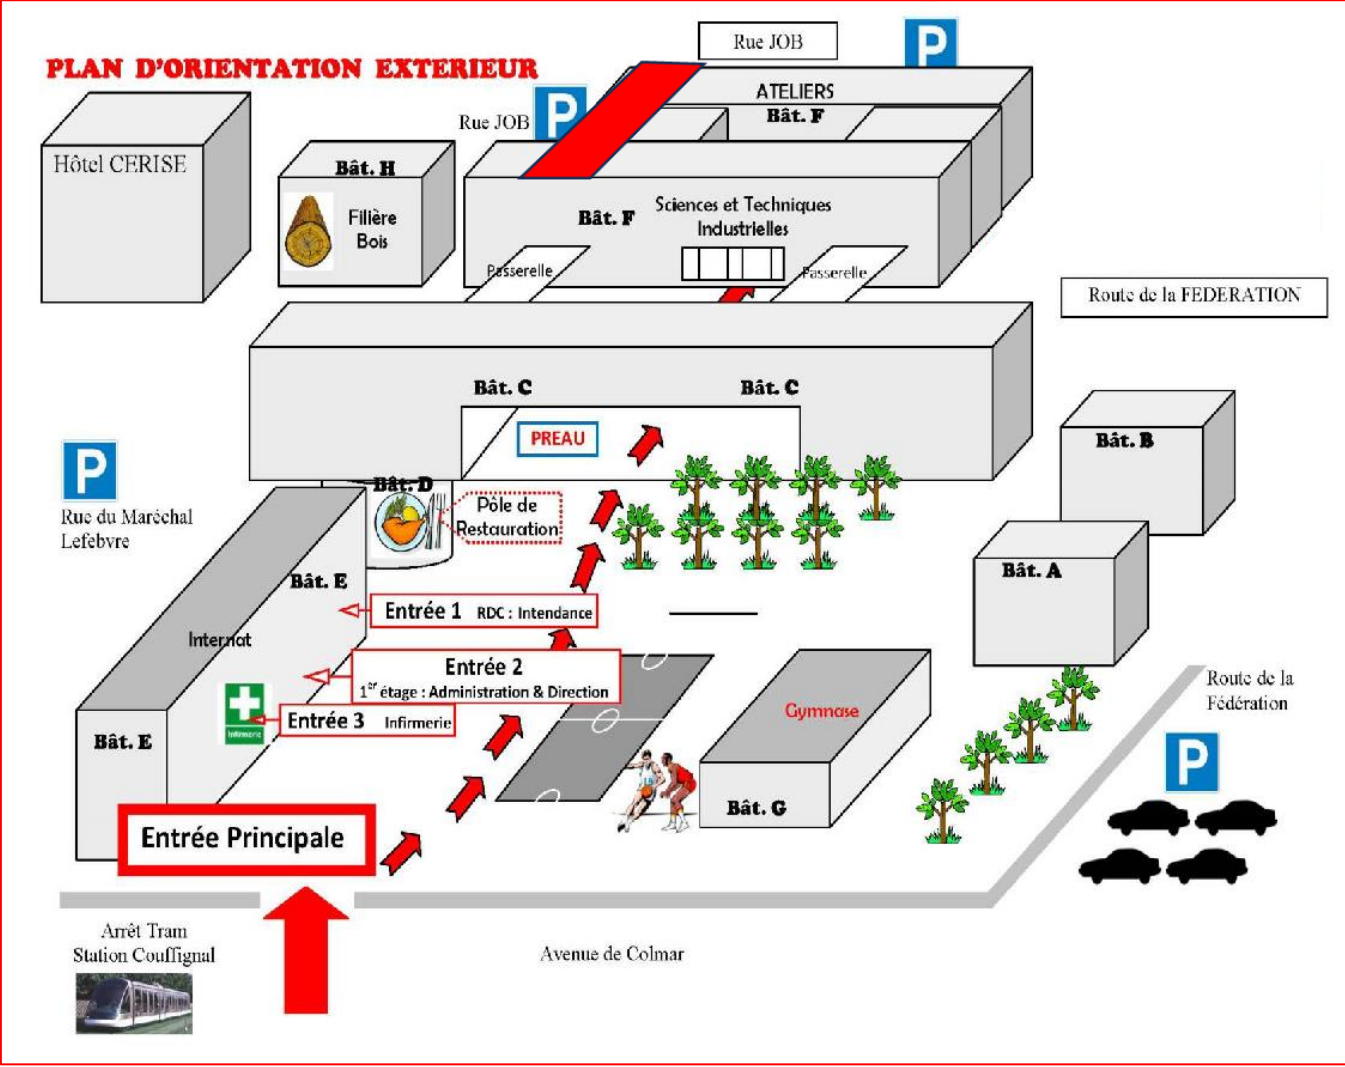 Rue JOB
P
PLAN D'ORIENTATION EXTERIEUR
ATELIERS
Bât. F
P
Rue JOB
Hôtel CERISE
Bât. H
Filière
Bois
Bât. F
Sciences et Techniques
Industrielles
Passerelle
Passerelle
Route de la FEDERATION
Bât. C
Bât. C
PREAU
Bât. B
P
Rue du Maréchal
Lefebvre
Bât. D
Pôle de
Restauration
Bât. A
Bât. E
Entrée 1 RDC : Intendance
Internat
Entrée 2
1er étage : Administration & Direction
Entrée 3 Infirmerie
Infirmerie
Bât. E
Gymnase
Bât. G
Route de la
Fédération
P
Entrée Principale
Arrêt Tram
Station Couffignal
Avenue de Colmar